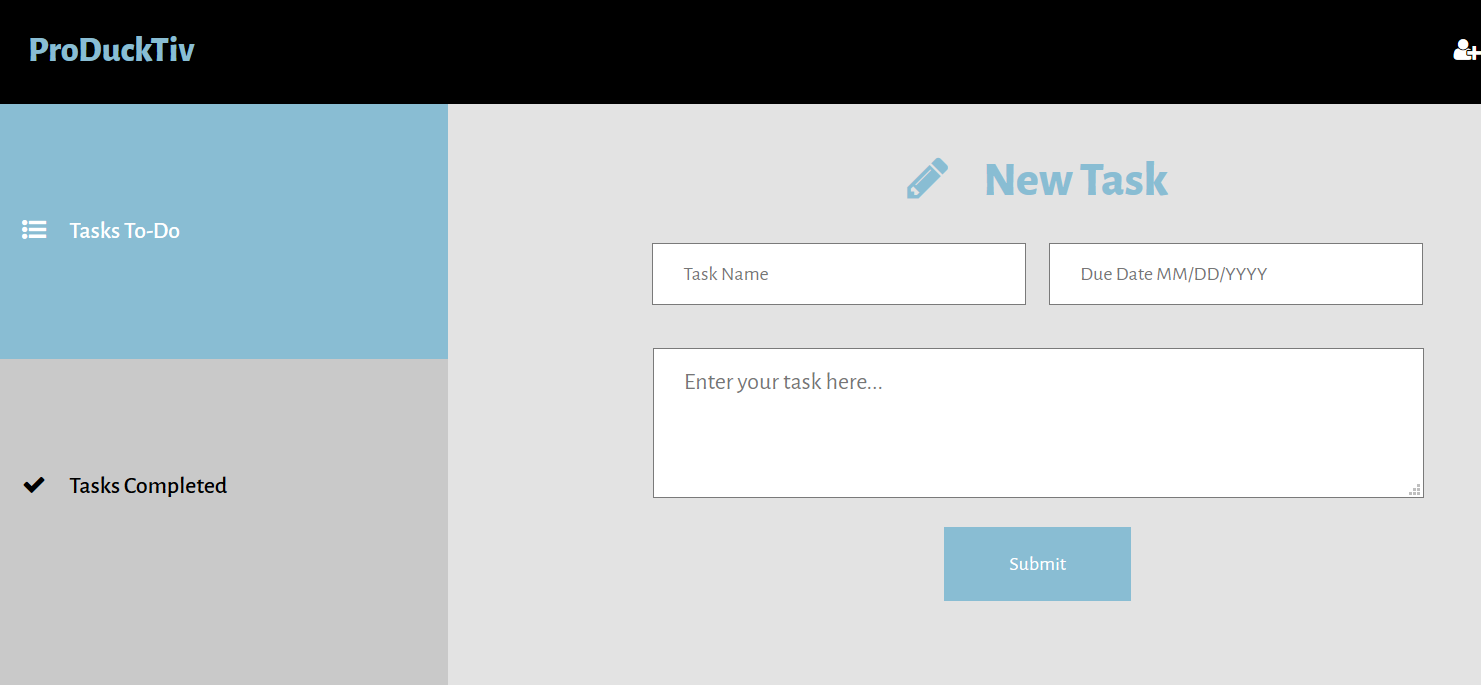 ProDuckTiv
Tasks To-Do
Tasks Completed
New Task
Task Name
Due Date MM/DD/YYYY
Enter your task here...
Submit